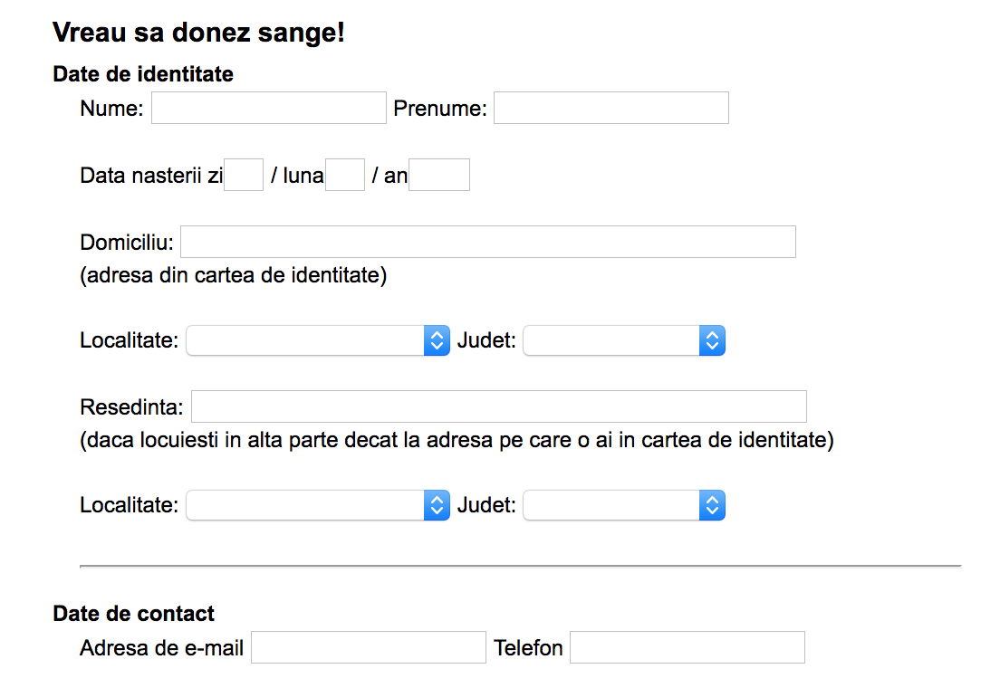 Vreau sa donez sange!
Date de identitate
Nume: Prenume:
Data nasterii zi / luna / an
Domiciliu:
(adresa din cartea de identitate)
Localitate: Judet:
Resedinta:
(daca locuiesti in alta parte decat la adresa pe care o ai in cartea de identitate)
Localitate: Judet:
Date de contact
Adresa de e-mail Telefon